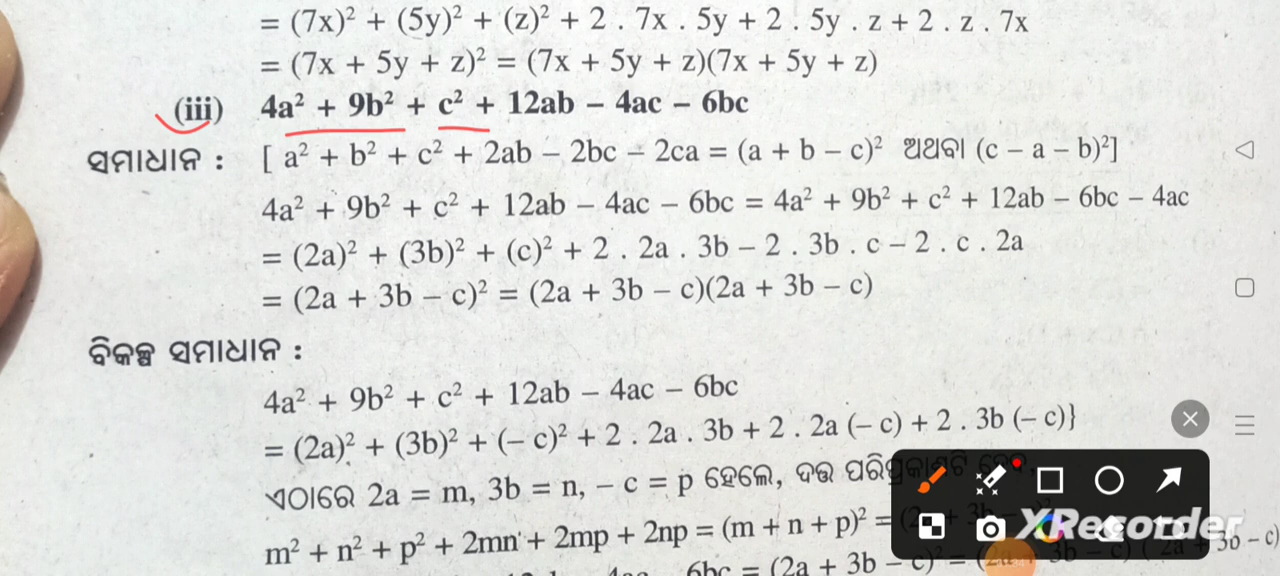 = (7x)² + (5y)² + (z)² + 2 . 7x . 5y + 2 . 5y . z + 2 . z . 7x
= (7x + 5y + z)² = (7x + 5y + z)(7x + 5y + z)
(iii) 4a² + 9b² + c² + 12ab – 4ac – 6bc
ସମାଧାନ : [ a² + b² + c² + 2ab – 2bc – 2ca = (a + b – c)² ଅଥବା (c – a – b)²]
4a² + 9b² + c² + 12ab – 4ac – 6bc = 4a² + 9b² + c² + 12ab – 6bc – 4ac
= (2a)² + (3b)² + (c)² + 2 . 2a . 3b – 2 . 3b . c – 2 . c . 2a
= (2a + 3b – c)² = (2a + 3b – c)(2a + 3b – c)
ବିକଳ୍ପ ସମାଧାନ :
4a² + 9b² + c² + 12ab – 4ac – 6bc
= (2a)² + (3b)² + (– c)² + 2 . 2a . 3b + 2 . 2a (– c) + 2 . 3b (– c)}
ଏଠାରେ 2a = m, 3b = n, – c = p ହେଲେ, ଦତ୍ତ
m² + n² + p² + 2mn + 2mp + 2np = (m + n + p)² =
6bc = (2a + 3b – c)² =
XRecorder